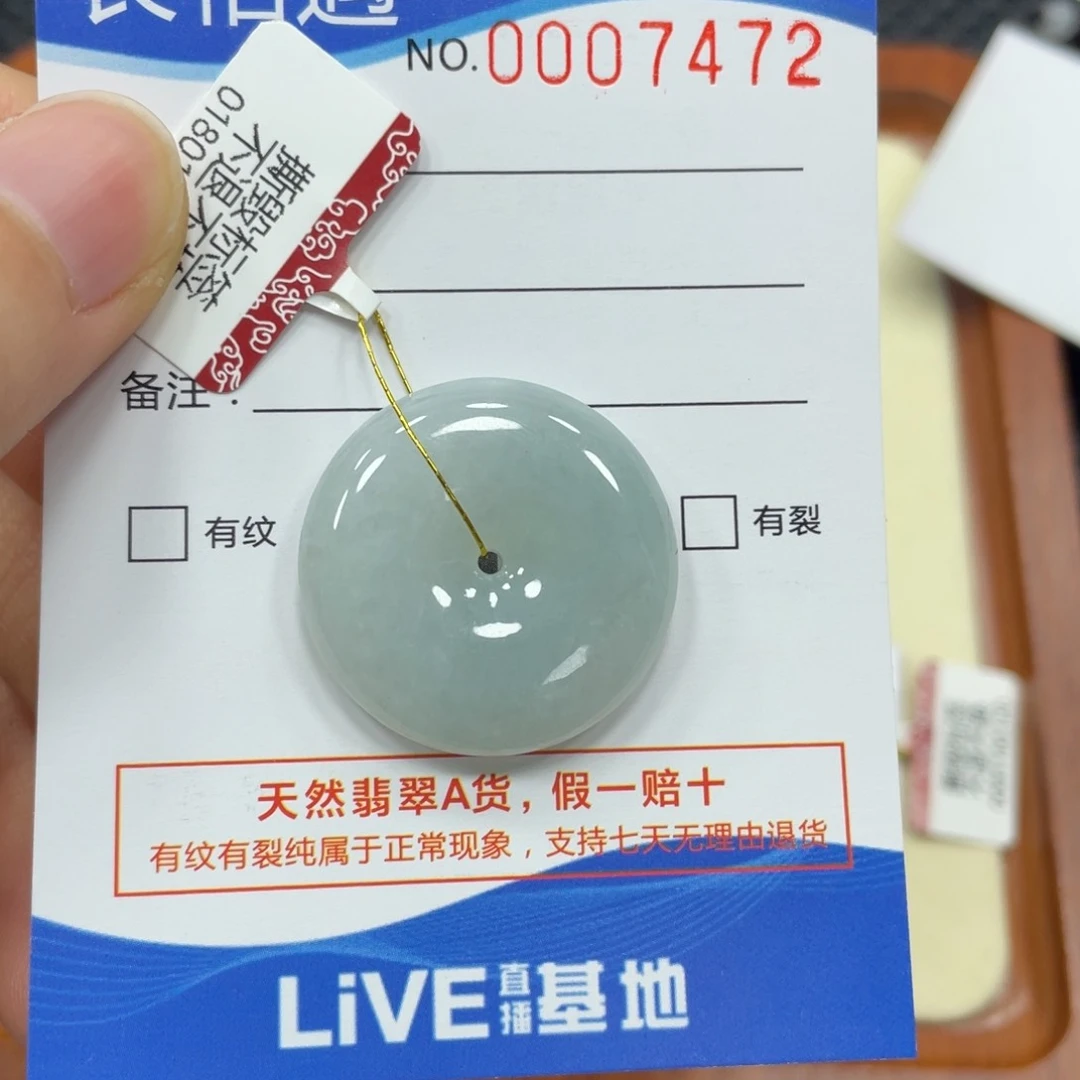 NO.0007472
撕毁标签
不退不
0180
备注：
有纹
有裂
天然翡翠A货，假一赔十
有纹有裂纯属于正常现象，支持七天无理由退货
LiVE直播基地